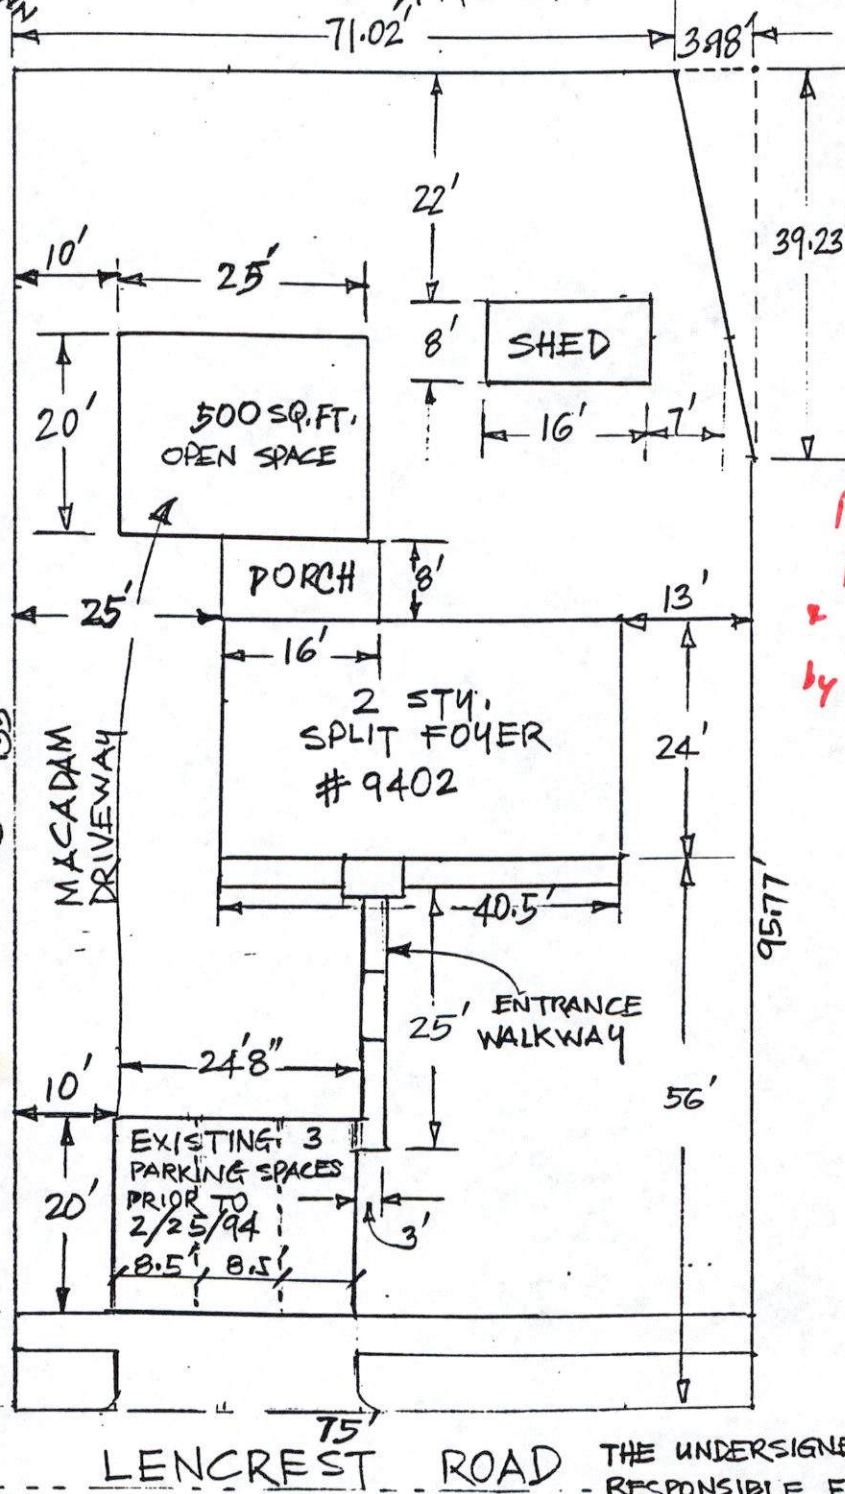 71.02'
3.98'
22'
39.23
10'
25'
8'
SHED
20'
500 SQ.FT.
OPEN SPACE
16'
7'
PORCH
8'
25'
13'
16'
2 STY.
SPLIT FOYER
# 9402
24'
MACADAM
DRIVEWAY
by
40.5'
95.77'
ENTRANCE
WALKWAY
25'
24'8"
10'
56'
EXISTING 3
PARKING SPACES
PRIOR TO
2/25/94
20'
3'
8.5' 8.5'
75'
LENCREST ROAD
THE UNDERSIGNE
RESPONSIBLE F